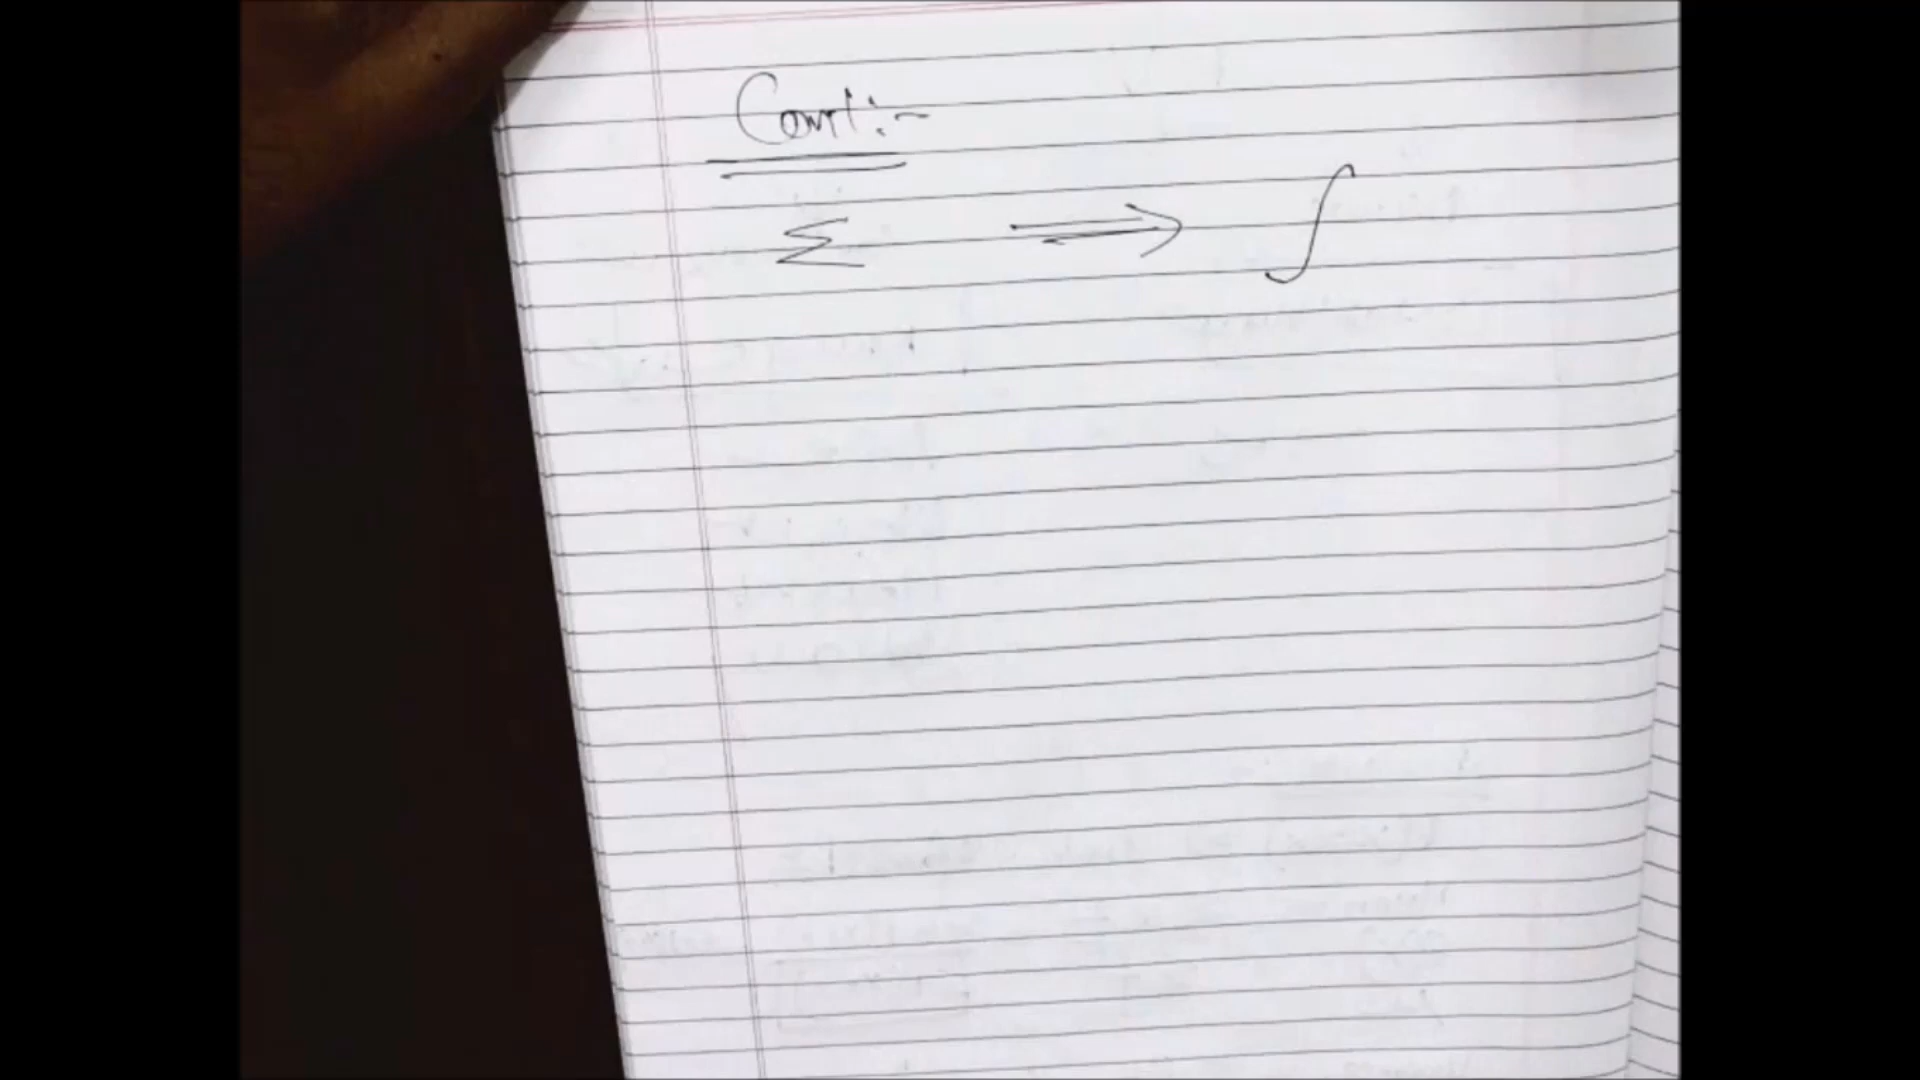 Cont:-
Σ ⇒ ∫